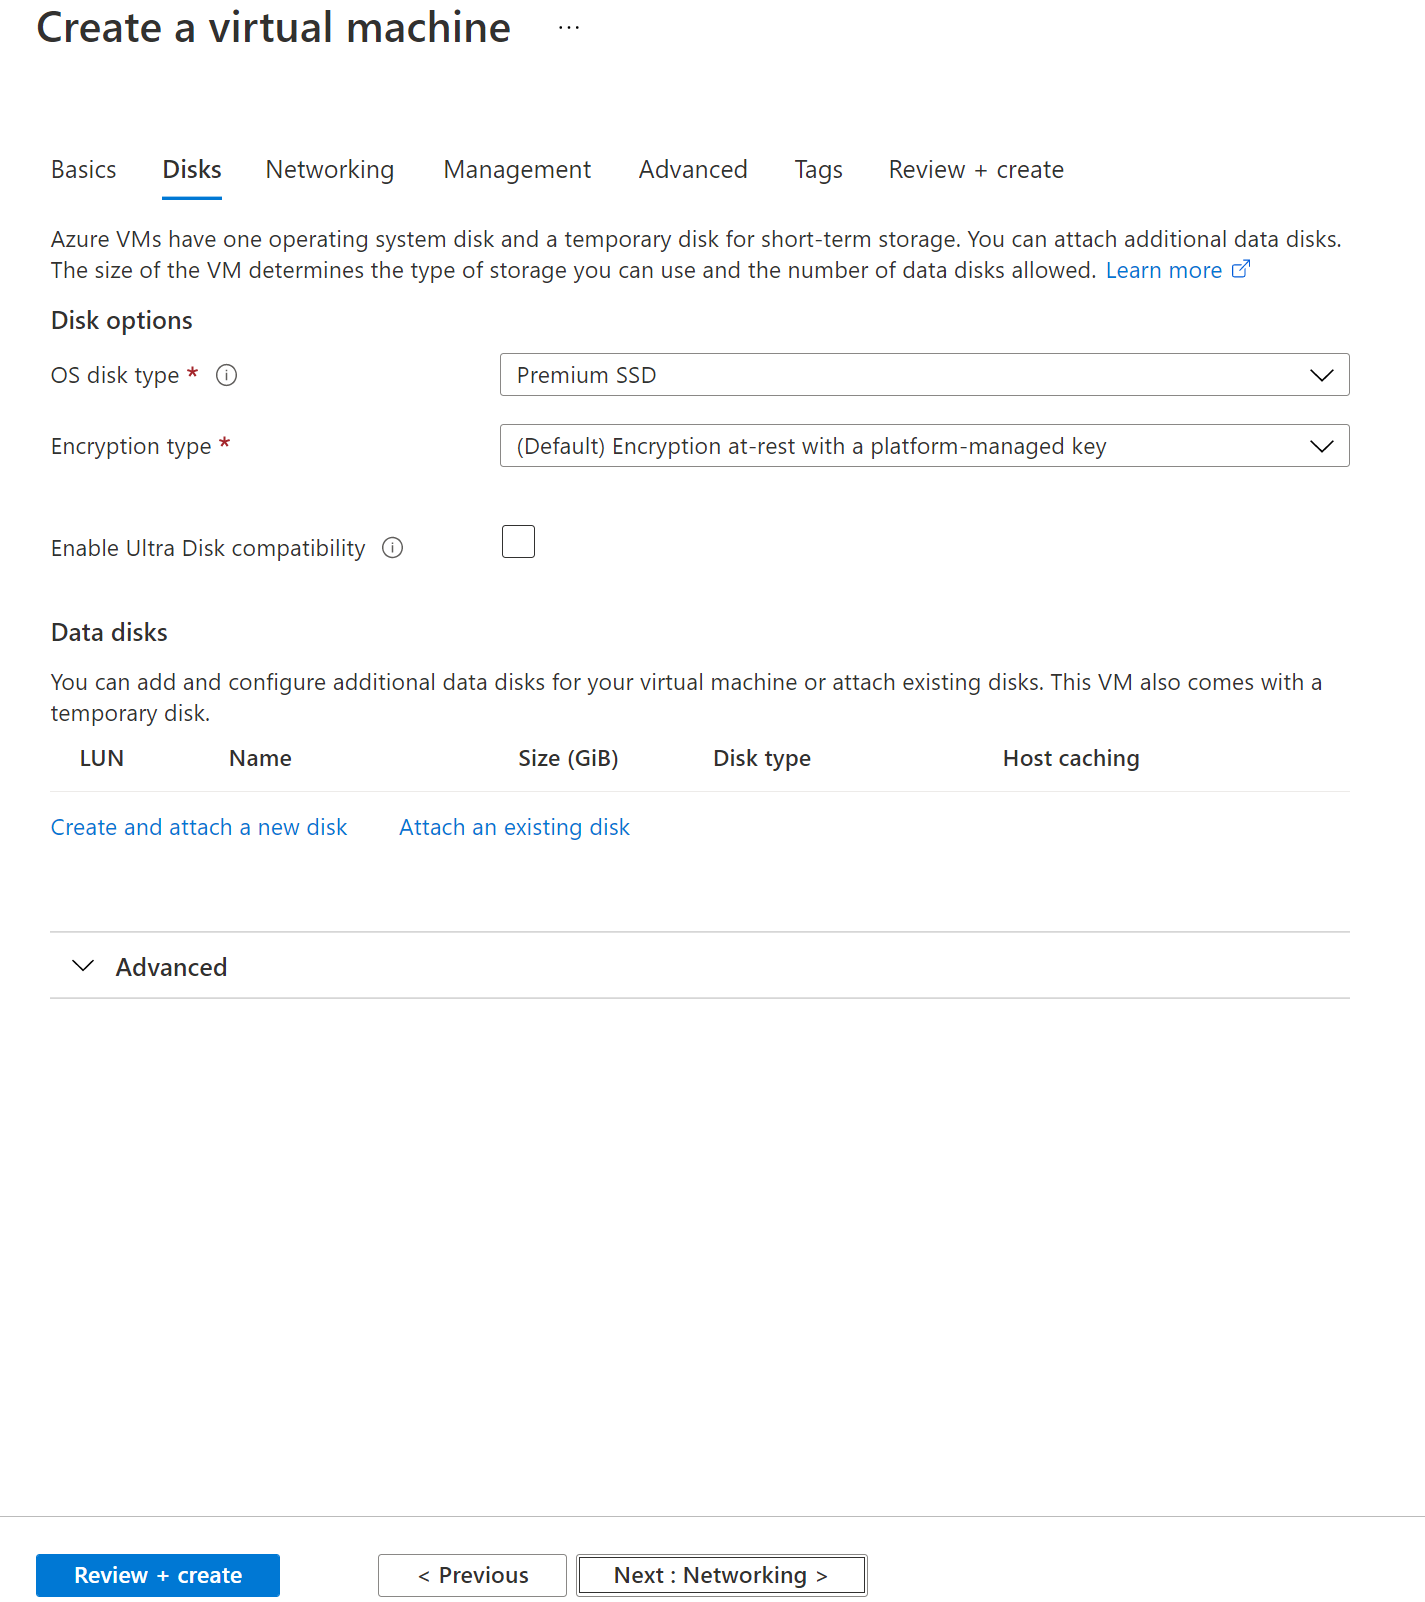 Create a virtual machine ...
Basics Disks Networking Management Advanced Tags Review + create
Azure VMs have one operating system disk and a temporary disk for short-term storage. You can attach additional data disks.
The size of the VM determines the type of storage you can use and the number of data disks allowed. Learn more
Disk options
OS disk type * Premium SSD
Encryption type * (Default) Encryption at-rest with a platform-managed key
Enable Ultra Disk compatibility
Data disks
You can add and configure additional data disks for your virtual machine or attach existing disks. This VM also comes with a
temporary disk.
LUN Name Size (GiB) Disk type Host caching
Create and attach a new disk Attach an existing disk
Advanced
Review + create < Previous Next : Networking >